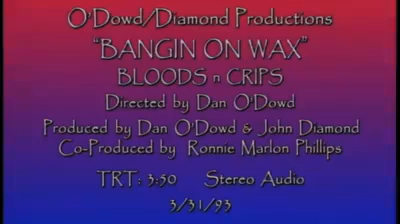 O'Dowd/Diamond Productions
"BANGIN ON WAX"
BLOODS n CRIPS
Directed by Dan O'Dowd
Produced by Dan O'Dowd & John Diamond
Co-Produced by Ronnie Marlon Phillips
TRT: 3:50 Stereo Audio
3/31/93